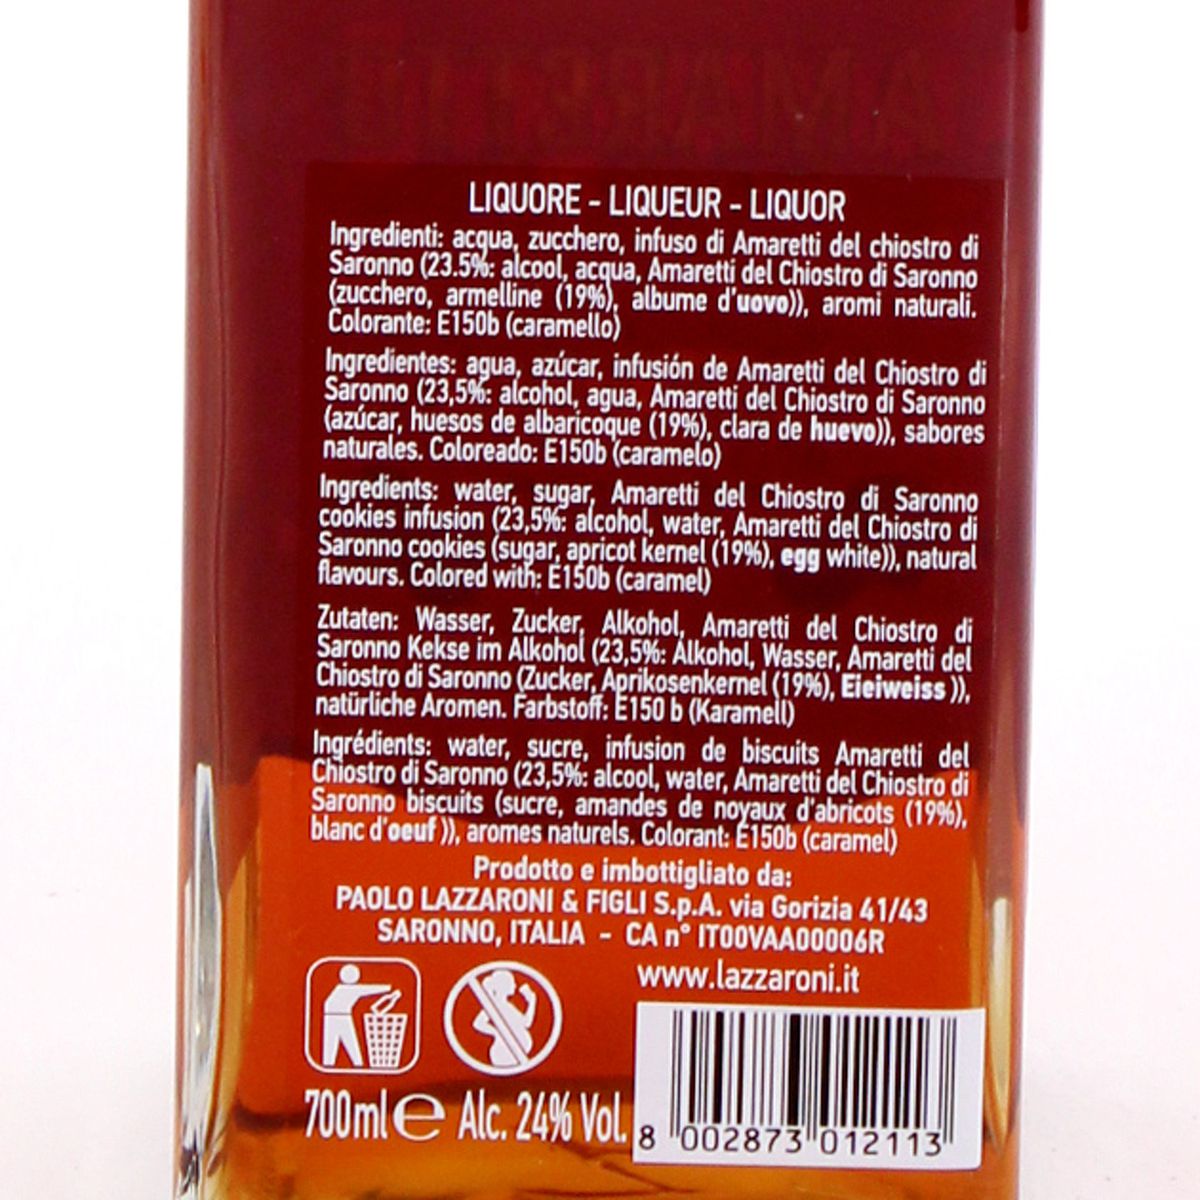 LIQUORE - LIQUEUR - LIQUOR
Ingredienti: acqua, zucchero, infuso di Amaretti del chiostro di
Saronno (23.5%: alcool, acqua, Amaretti del Chiostro di Saronno
(zucchero, armelline (19%), albume d'uovo)), aromi naturali.
Colorante: E150b (caramello)
Ingredientes: agua, azúcar, infusión de Amaretti del Chiostro di
Saronno (23,5%: alcohol, agua, Amaretti del Chiostro di Saronno
(azúcar, huesos de albaricoque (19%), clara de huevo)), sabores
naturales. Coloreado: E150b (caramelo)
Ingredients: water, sugar, Amaretti del Chiostro di Saronno
cookies infusion (23,5%: alcohol, water, Amaretti del Chiostro di
Saronno cookies (sugar, apricot kernel (19%), egg white)), natural
flavours. Colored with: E150b (caramel)
Zutaten: Wasser, Zucker, Alkohol, Amaretti del Chiostro di
Saronno Kekse im Alkohol (23,5%: Alkohol, Wasser, Amaretti del
Chiostro di Saronno (Zucker, Aprikosenkernel (19%), Eieiweiss )),
natürliche Aromen. Farbstoff: E150 b (Karamell)
Ingrédients: water, sucre, infusion de biscuits Amaretti del
Chiostro di Saronno (23,5%: alcool, water, Amaretti del Chiostro di
Saronno biscuits (sucre, amandes de noyaux d'abricots (19%),
blanc d'oeuf )), aromes naturels. Colorant: E150b (caramel)
Prodotto e imbottigliato da:
PAOLO LAZZARONI & FIGLI S.p.A. via Gorizia 41/43
SARONNO, ITALIA - CA n° IT00VAA00006R
www.lazzaroni.it
700ml e Alc. 24% Vol.
8 002873 012113